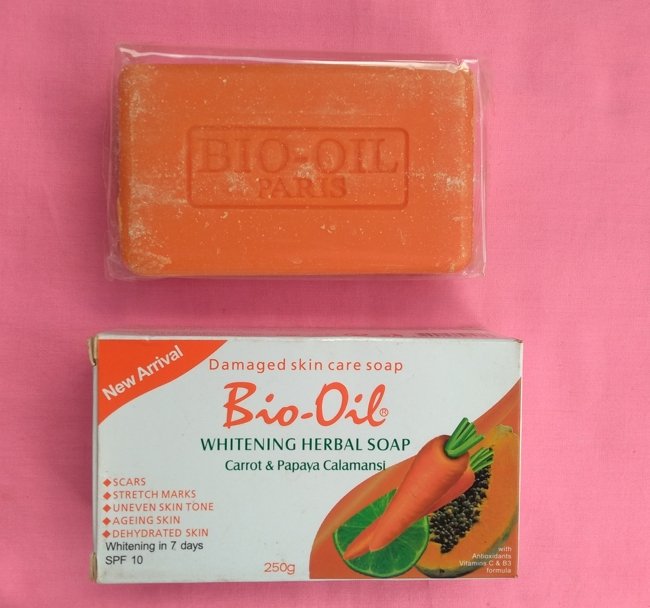 BIO-OIL
PARIS
New Arrival
Damaged skin care soap
Bio-Oil®
WHITENING HERBAL SOAP
Carrot & Papaya Calamansi
◆SCARS
◆STRETCH MARKS
◆UNEVEN SKIN TONE
◆AGEING SKIN
◆DEHYDRATED SKIN
Whitening in 7 days
SPF 10
250g
with
Antioxidants
Vitamins C & B3
formula